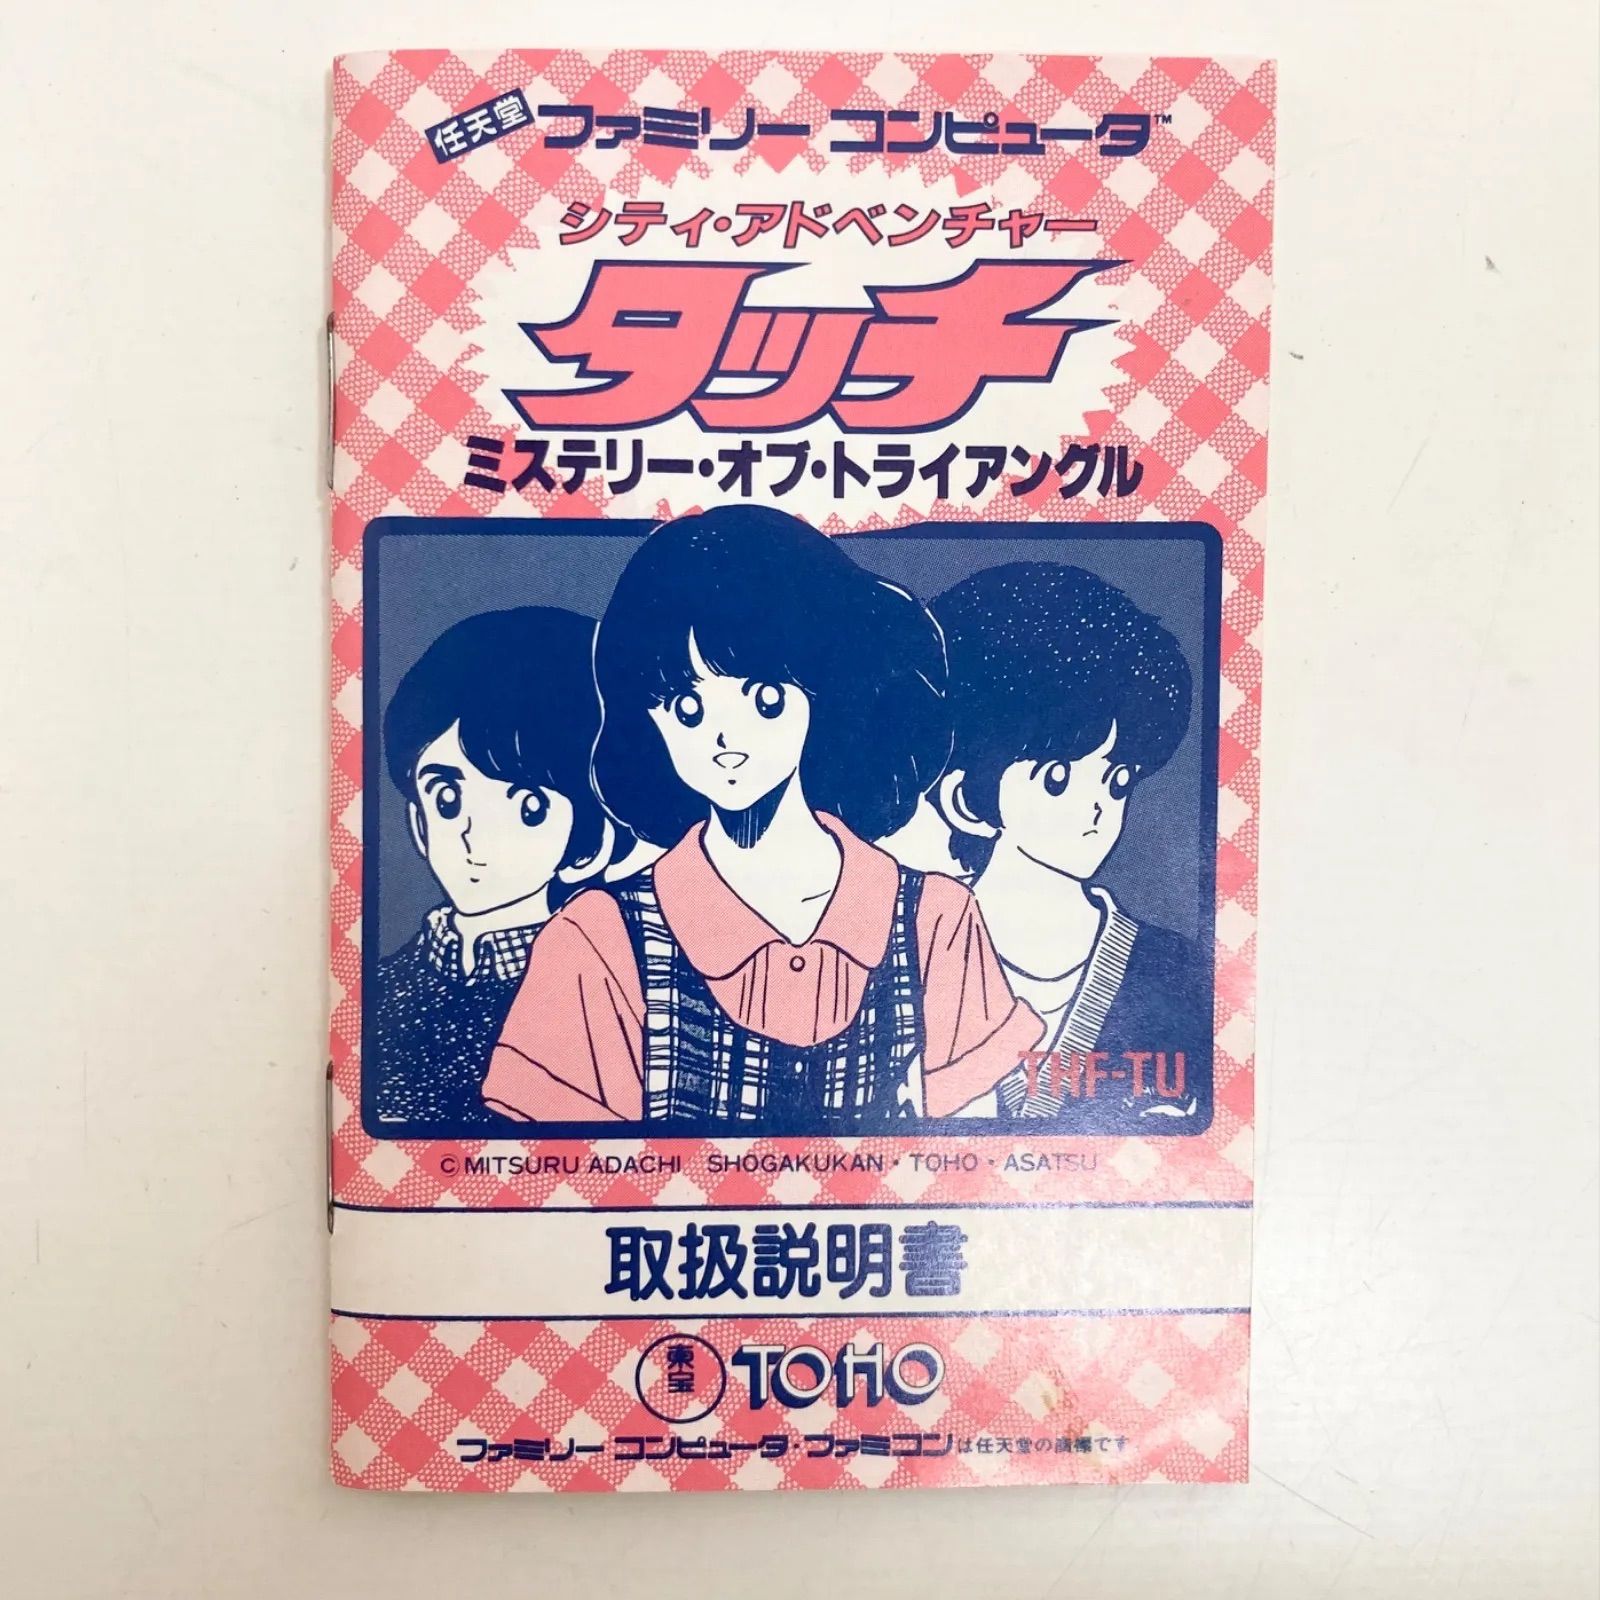 任天堂 ファミリー コンピュータ™
シティ・アドベンチャー
タッチ
ミステリー・オブ・トライアングル
THF-TU
©MITSURU ADACHI SHOGAKUKAN・TOHO・ASATSU
取扱説明書
東宝 TOHO
ファミリー コンピュータ・ファミコンは任天堂の商標です。